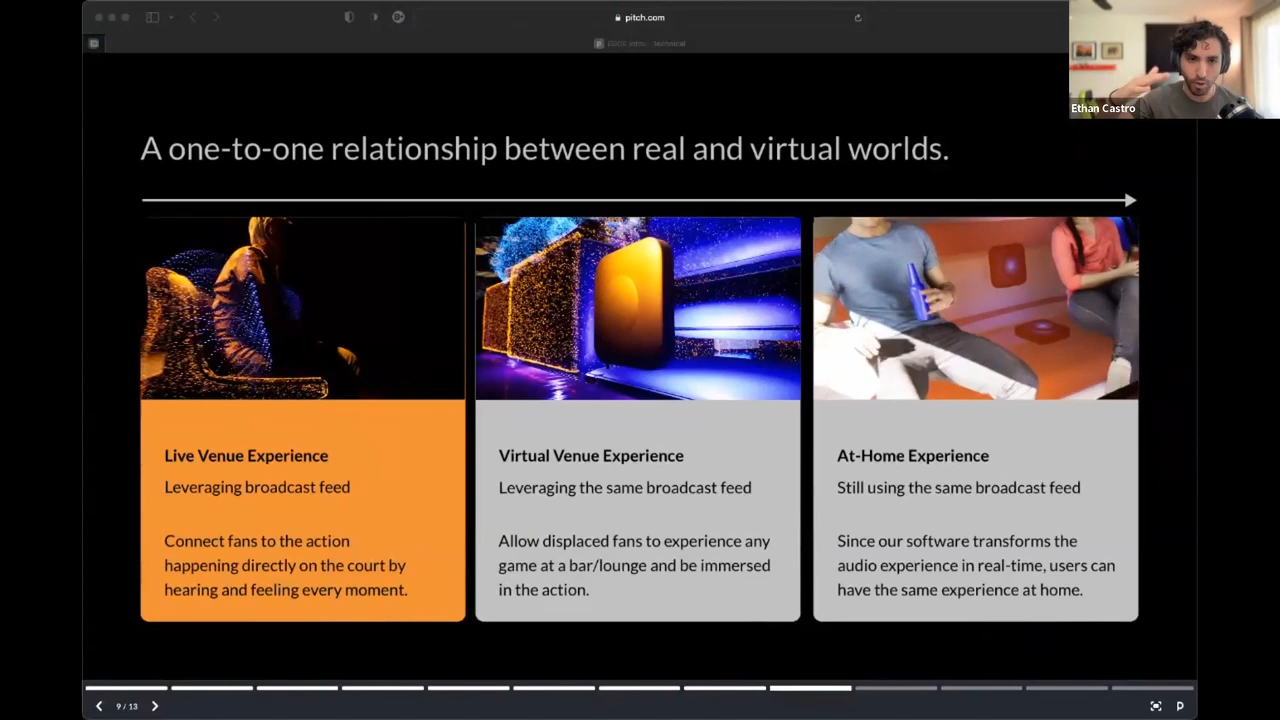 pitch.com
Ethan Castro
A one-to-one relationship between real and virtual worlds.
Live Venue Experience
Leveraging broadcast feed
Connect fans to the action
happening directly on the court by
hearing and feeling every moment.
Virtual Venue Experience
Leveraging the same broadcast feed
Allow displaced fans to experience any
game at a bar/lounge and be immersed
in the action.
At-Home Experience
Still using the same broadcast feed
Since our software transforms the
audio experience in real-time, users can
have the same experience at home.
9 / 13